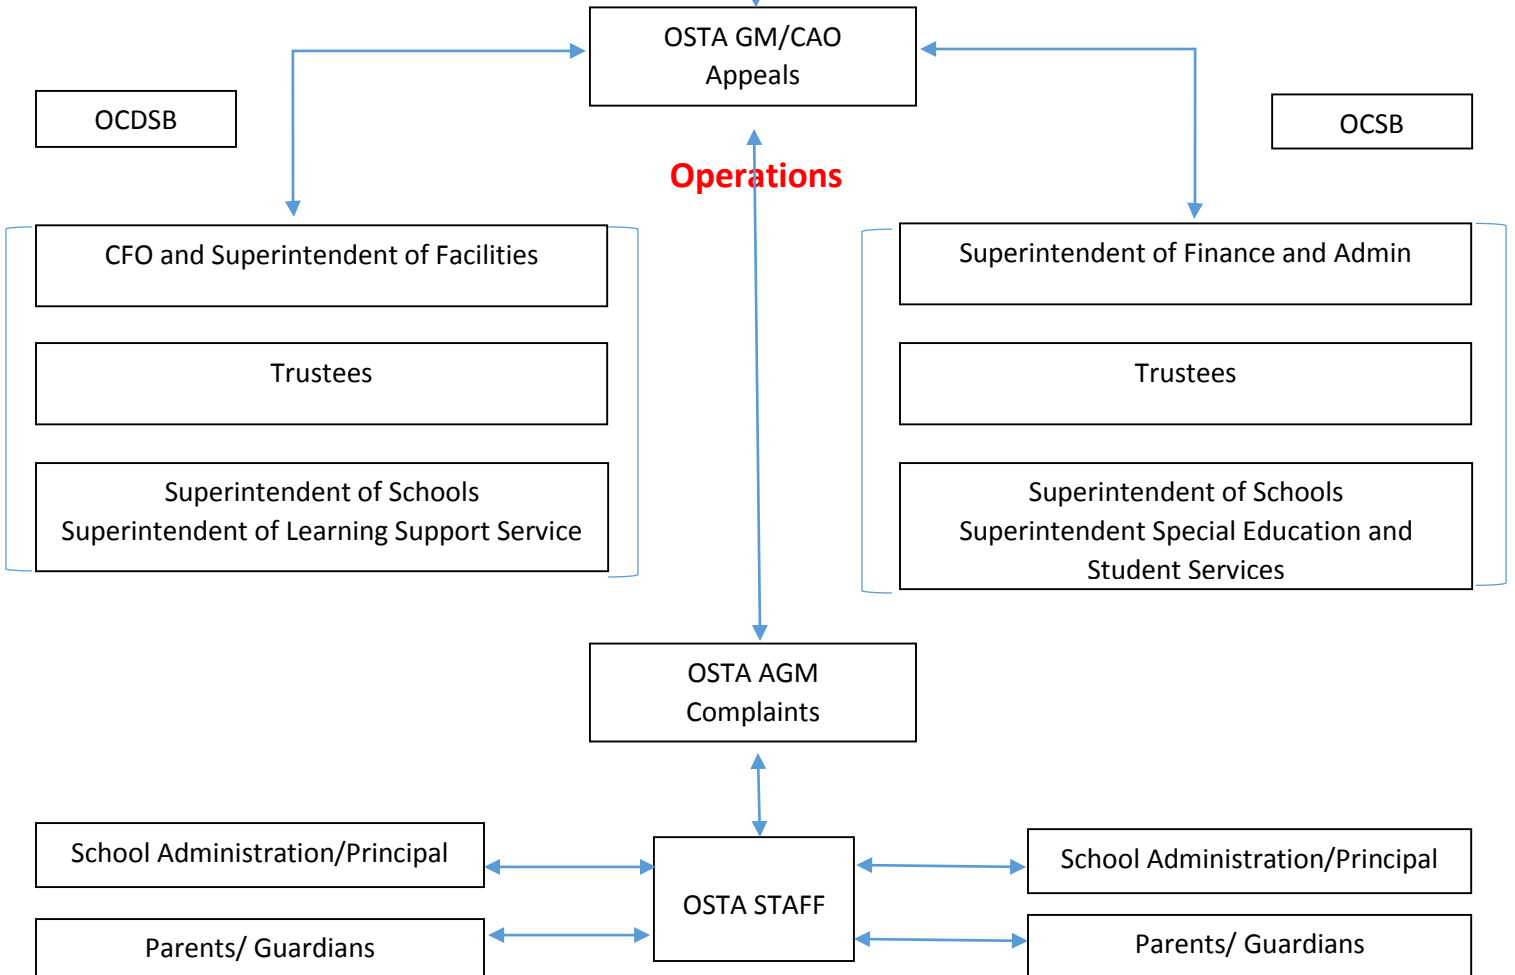 OSTA GM/CAO
Appeals
OCDSB
OCSB
Operations
CFO and Superintendent of Facilities
Superintendent of Finance and Admin
Trustees
Trustees
Superintendent of Schools
Superintendent of Learning Support Service
Superintendent of Schools
Superintendent Special Education and
Student Services
OSTA AGM
Complaints
School Administration/Principal
School Administration/Principal
OSTA STAFF
Parents/ Guardians
Parents/ Guardians